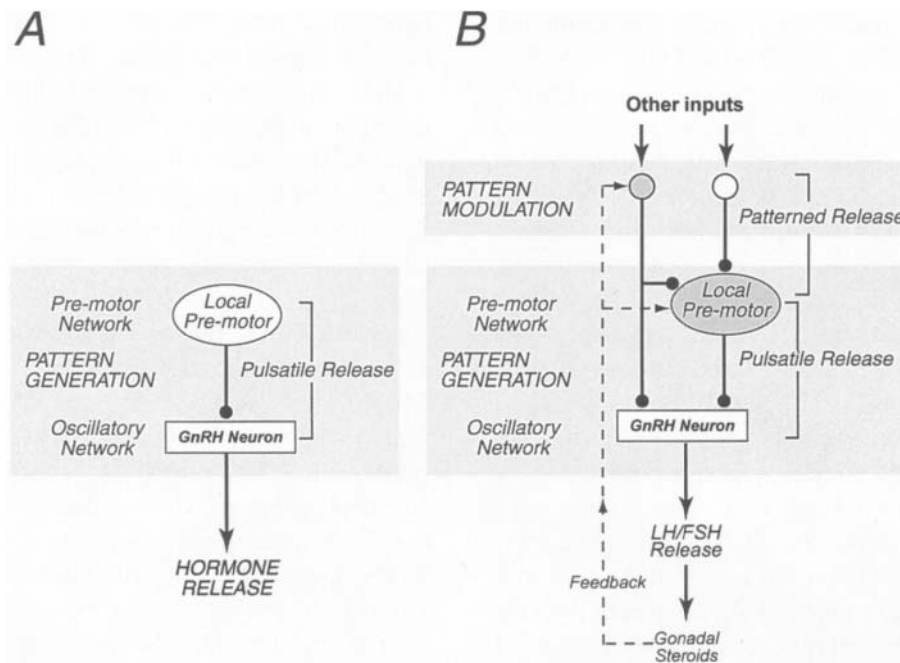 A
Pre-motor
Network
PATTERN
GENERATION
Oscillatory
Network
Local
Pre-motor
Pulsatile Release
GnRH Neuron
HORMONE
RELEASE
B
Other inputs
PATTERN
MODULATION
Patterned Release
Pre-motor
Network
PATTERN
GENERATION
Oscillatory
Network
Local
Pre-motor
Pulsatile Release
GnRH Neuron
LH/FSH
Release
Feedback
Gonadal
Steroids